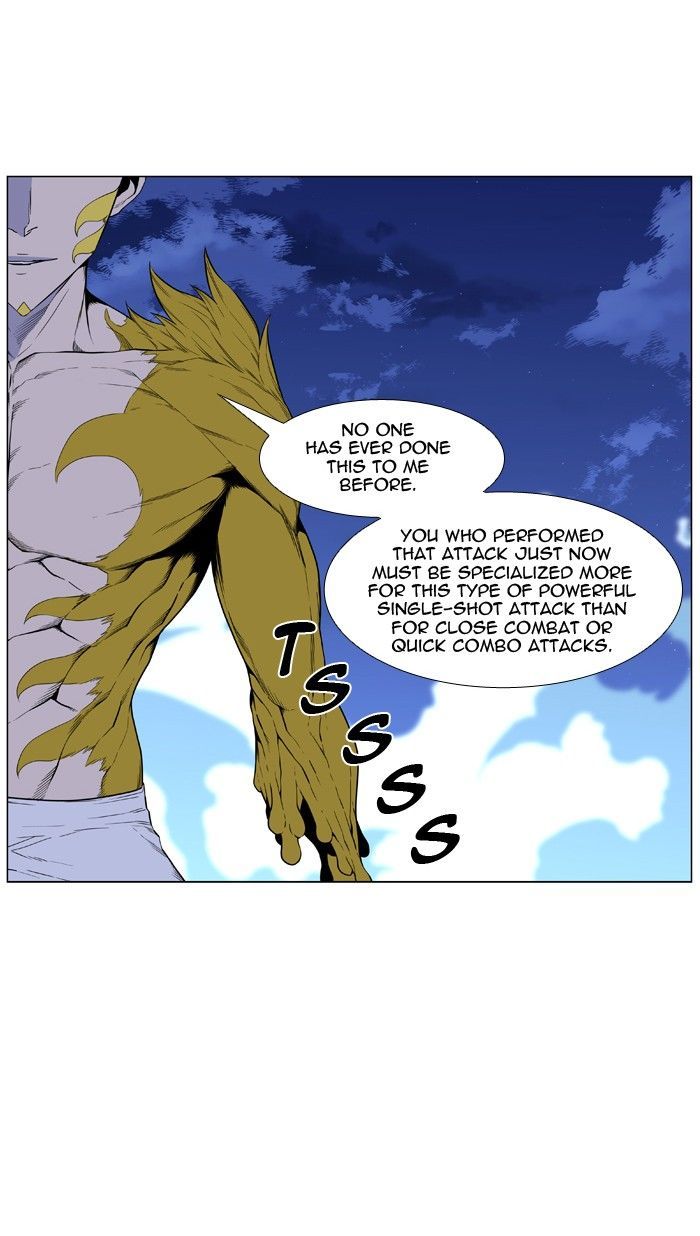 NO ONE
HAS EVER DONE
THIS TO ME
BEFORE.
YOU WHO PERFORMED
THAT ATTACK JUST NOW
MUST BE SPECIALIZED MORE
FOR THIS TYPE OF POWERFUL
SINGLE-SHOT ATTACK THAN
FOR CLOSE COMBAT OR
QUICK COMBO ATTACKS.
TSSSS